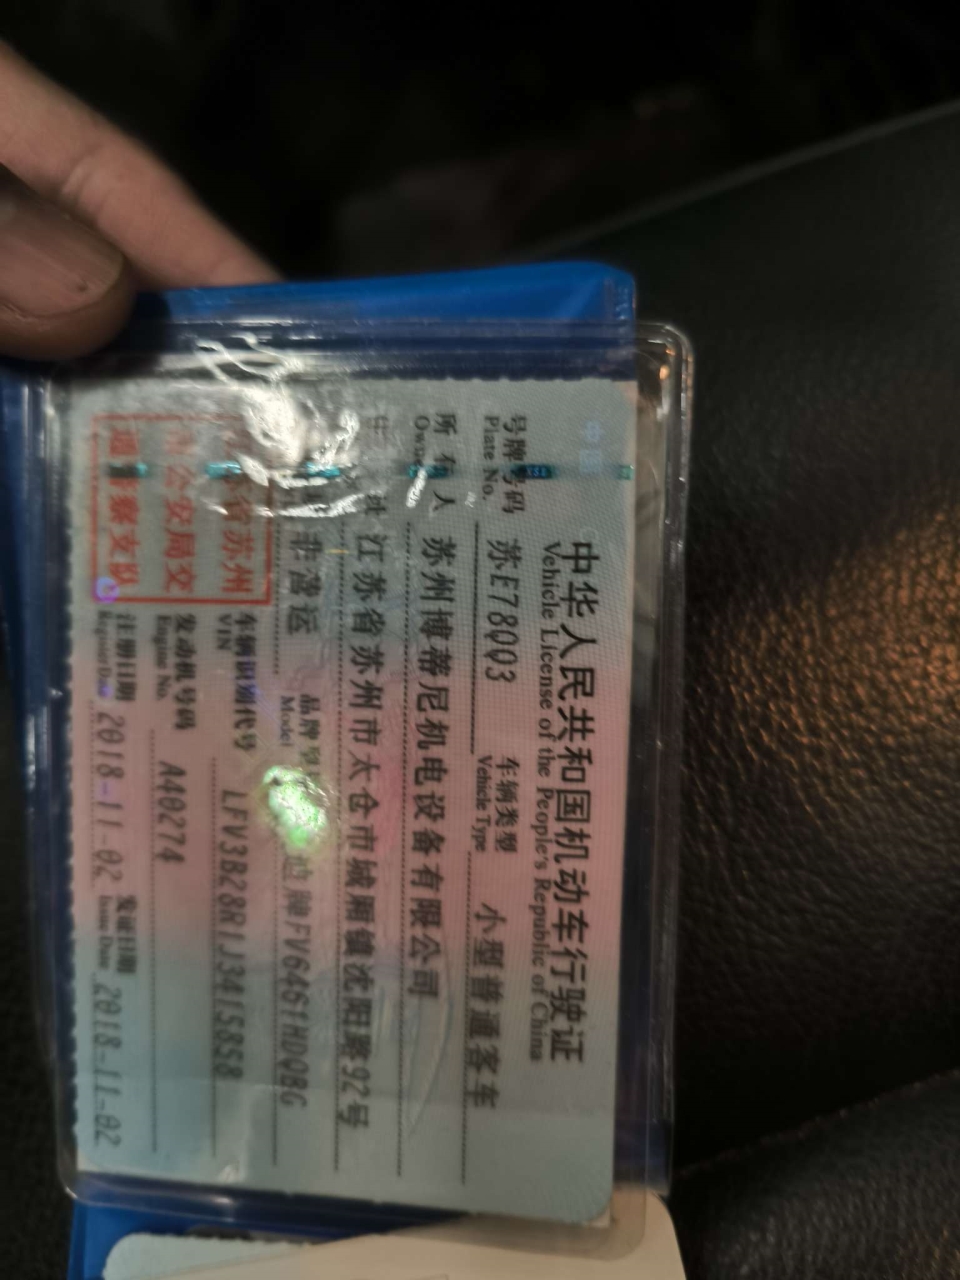 中华人民共和国机动车行驶证
Vehicle License of the People's Republic of China
号牌号码 苏E78QQ3 车辆类型 小型普通客车
Plate No. Vehicle Type
所有人 苏州博蒂尼机电设备有限公司
Owner
住址 江苏省苏州市太仓市城厢镇沈阳路92号
非营运 品牌型 牌FV6461HDQBG
Model
车辆识别代号 LFV3B28R1J3415858
VIN
发动机号码 A40274
Engine No.
注册日期 2018-11-02 发证日期 2018-11-02
Register Date Issue Date
省苏州
公安局交
通警察支队